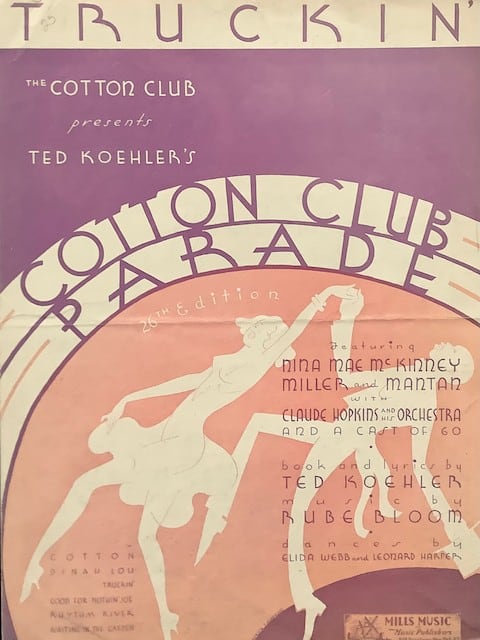 TRUCKIN'
25
THE COTTON CLUB
presents
TED KOEHLER'S
COTTON CLUB
PARADE
26TH Edition
Featuring
NINA MAE McKINNEY
MILLER and MANTAN
WITH
CLAUDE HOPKINS AND HIS ORCHESTRA
AND A CAST OF 60
book and lyrics by
TED KOEHLER
music by
RUBE BLOOM
dances by
ELIDA WEBB and LEONARD HARPER
COTTON
DINAH LOU
TRUCKIN'
GOOD FOR NOTHIN' JOE
RHYTHM RIVER
WAITING IN THE GARDEN
MILLS MUSIC
Music Publishers